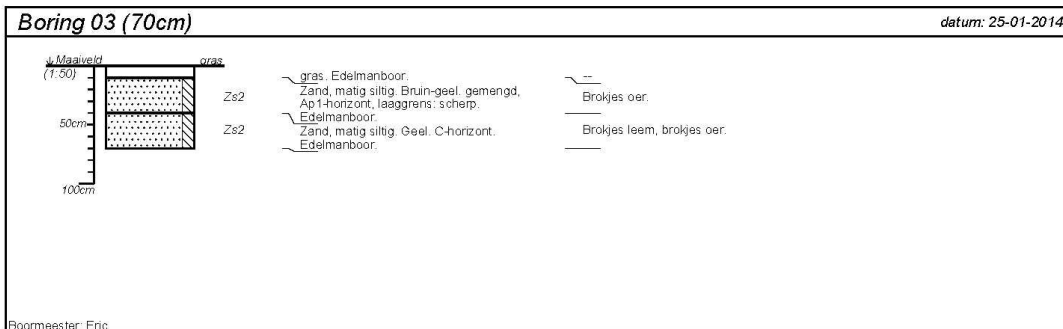 Boring 03 (70cm)
datum: 25-01-2014
Maaiveld
gras
(1:50)
gras. Edelmanboor.
--
Zs2
Zand, matig siltig. Bruin-geel. gemengd,
Ap1-horizont, laaggrens: scherp.
Edelmanboor.
Brokjes oer.
50cm
Zs2
Zand, matig siltig. Geel. C-horizont.
Edelmanboor.
Brokjes leem, brokjes oer.
100cm
Boormeester: Eric